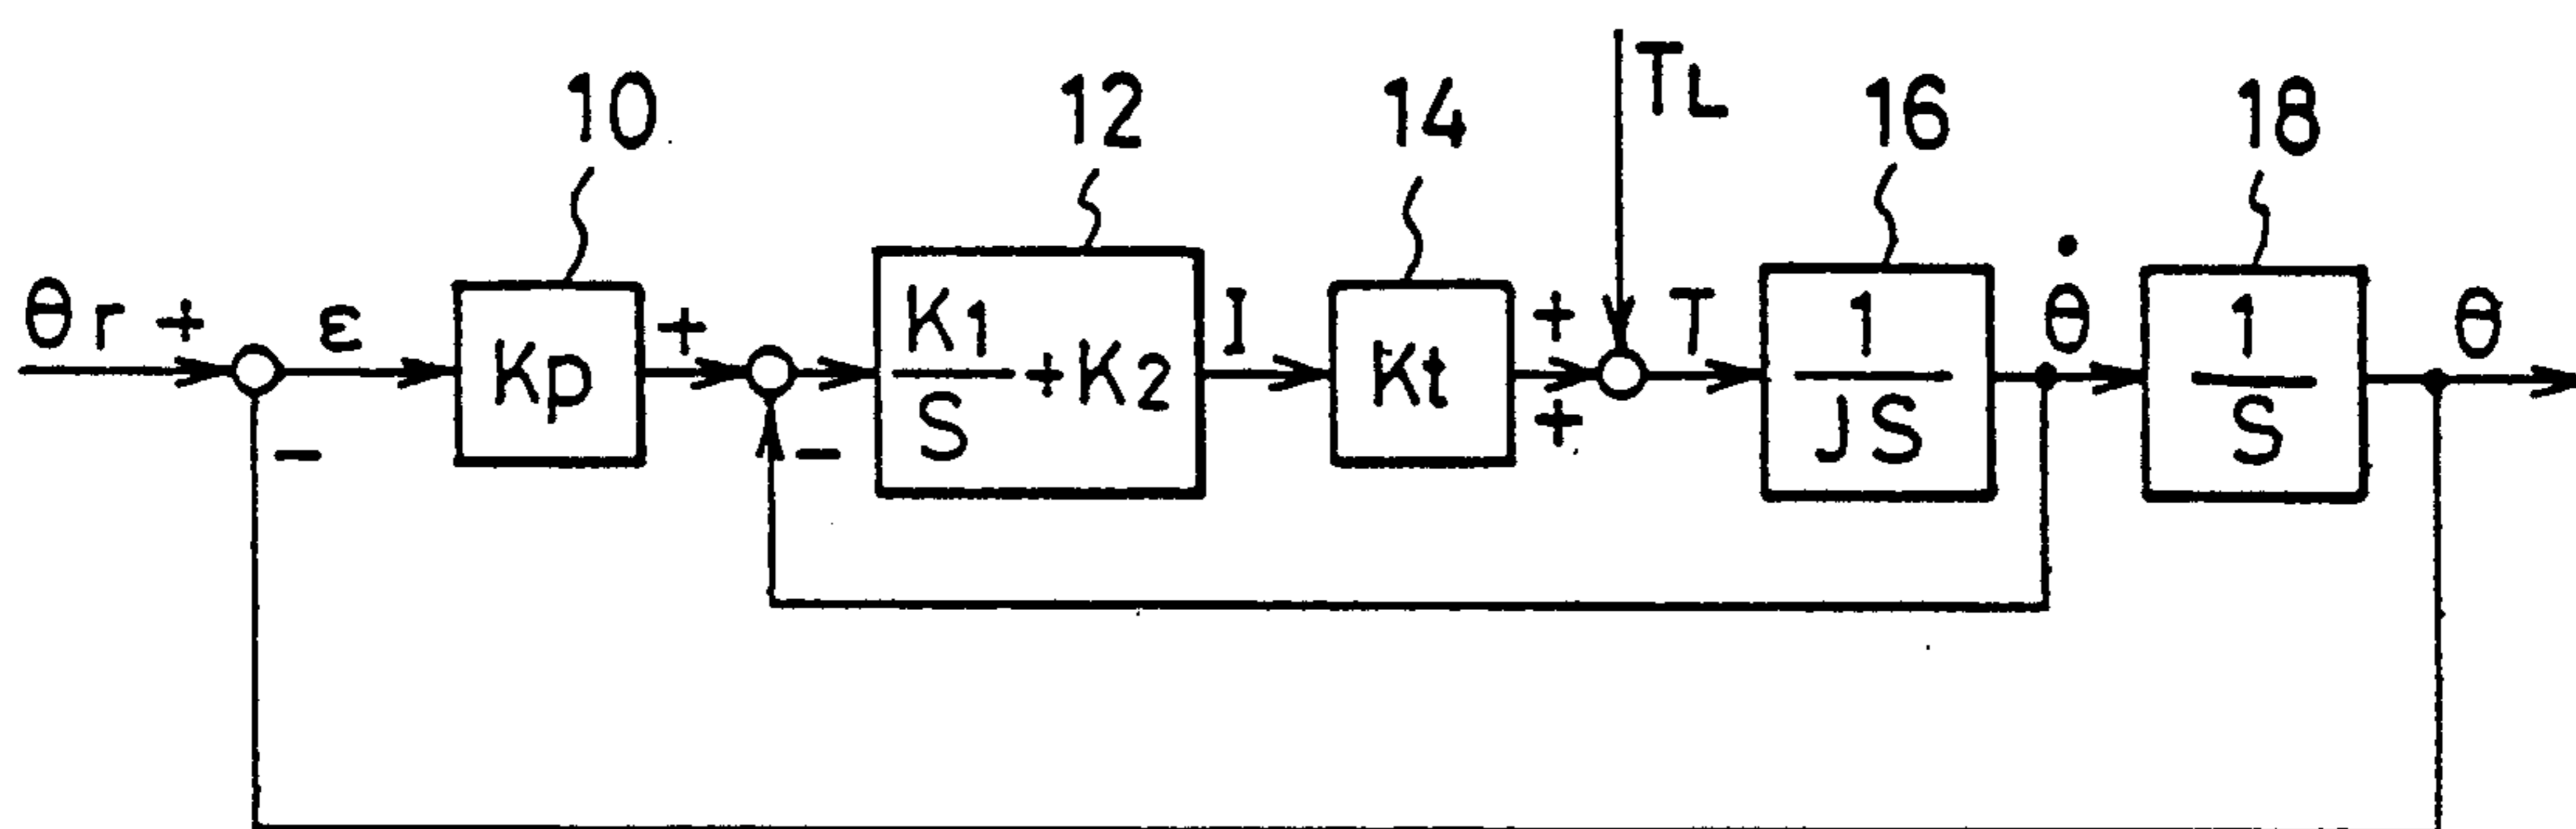 10 12 14 TL 16 18
θr + ε Kp + K1/S +K2 I Kt + T 1/JS θ̇ 1/S θ
- - +